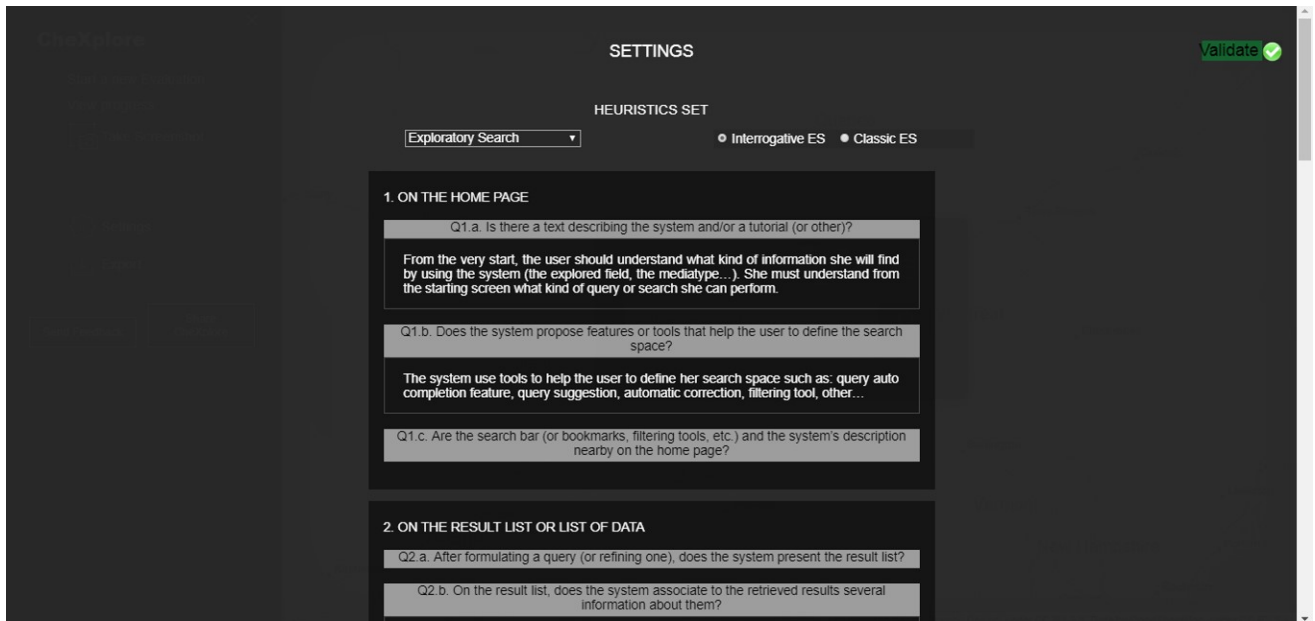 CheXplore
SETTINGS
Validate
HEURISTICS SET
Exploratory Search
Interrogative ES
Classic ES
1. ON THE HOME PAGE
Q1.a. Is there a text describing the system and/or a tutorial (or other)?
From the very start, the user should understand what kind of information she will find
by using the system (the explored field, the mediatype…). She must understand from
the starting screen what kind of query or search she can perform.
Q1.b. Does the system propose features or tools that help the user to define the search
space?
The system use tools to help the user to define her search space such as: query auto
completion feature, query suggestion, automatic correction, filtering tool, other…
Q1.c. Are the search bar (or bookmarks, filtering tools, etc.) and the system's description
nearby on the home page?
2. ON THE RESULT LIST OR LIST OF DATA
Q2.a. After formulating a query (or refining one), does the system present the result list?
Q2.b. On the result list, does the system associate to the retrieved results several
information about them?